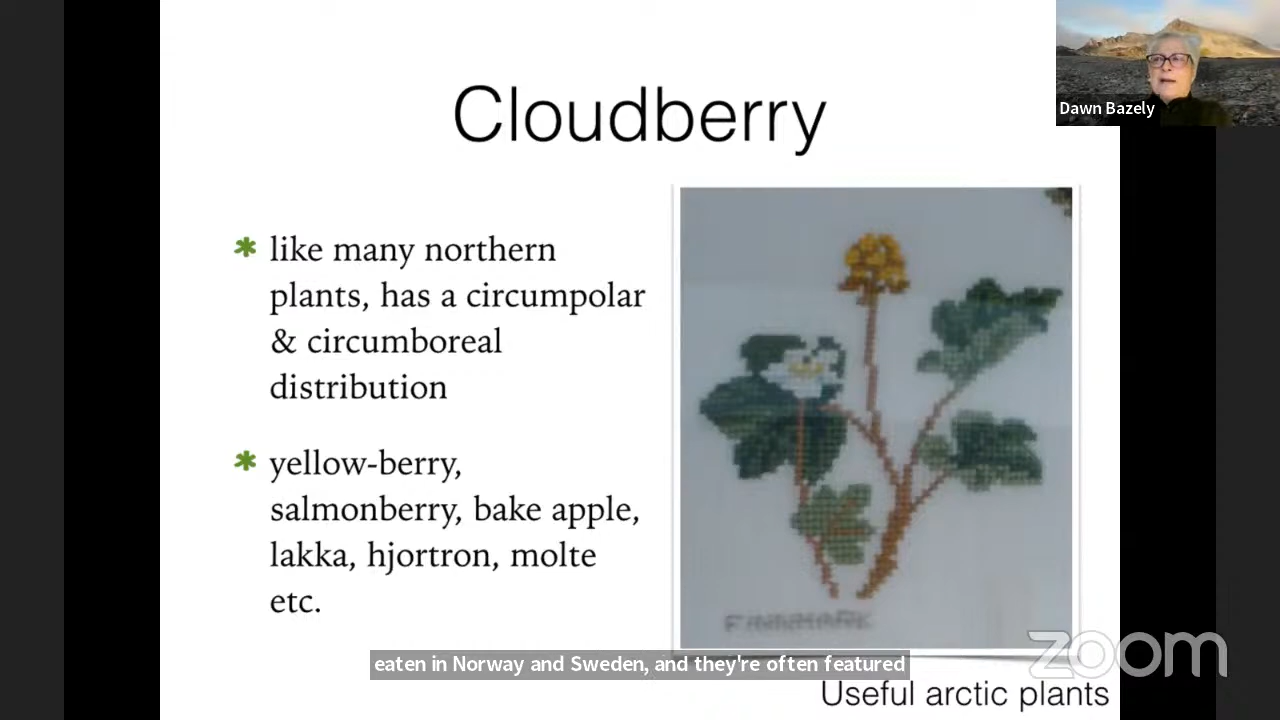 Cloudberry
Dawn Bazely
* like many northern
plants, has a circumpolar
& circumboreal
distribution
* yellow-berry,
salmonberry, bake apple,
lakka, hjortron, molte
etc.
FINNMARK
eaten in Norway and Sweden, and they're often featured
zoom
Useful arctic plants